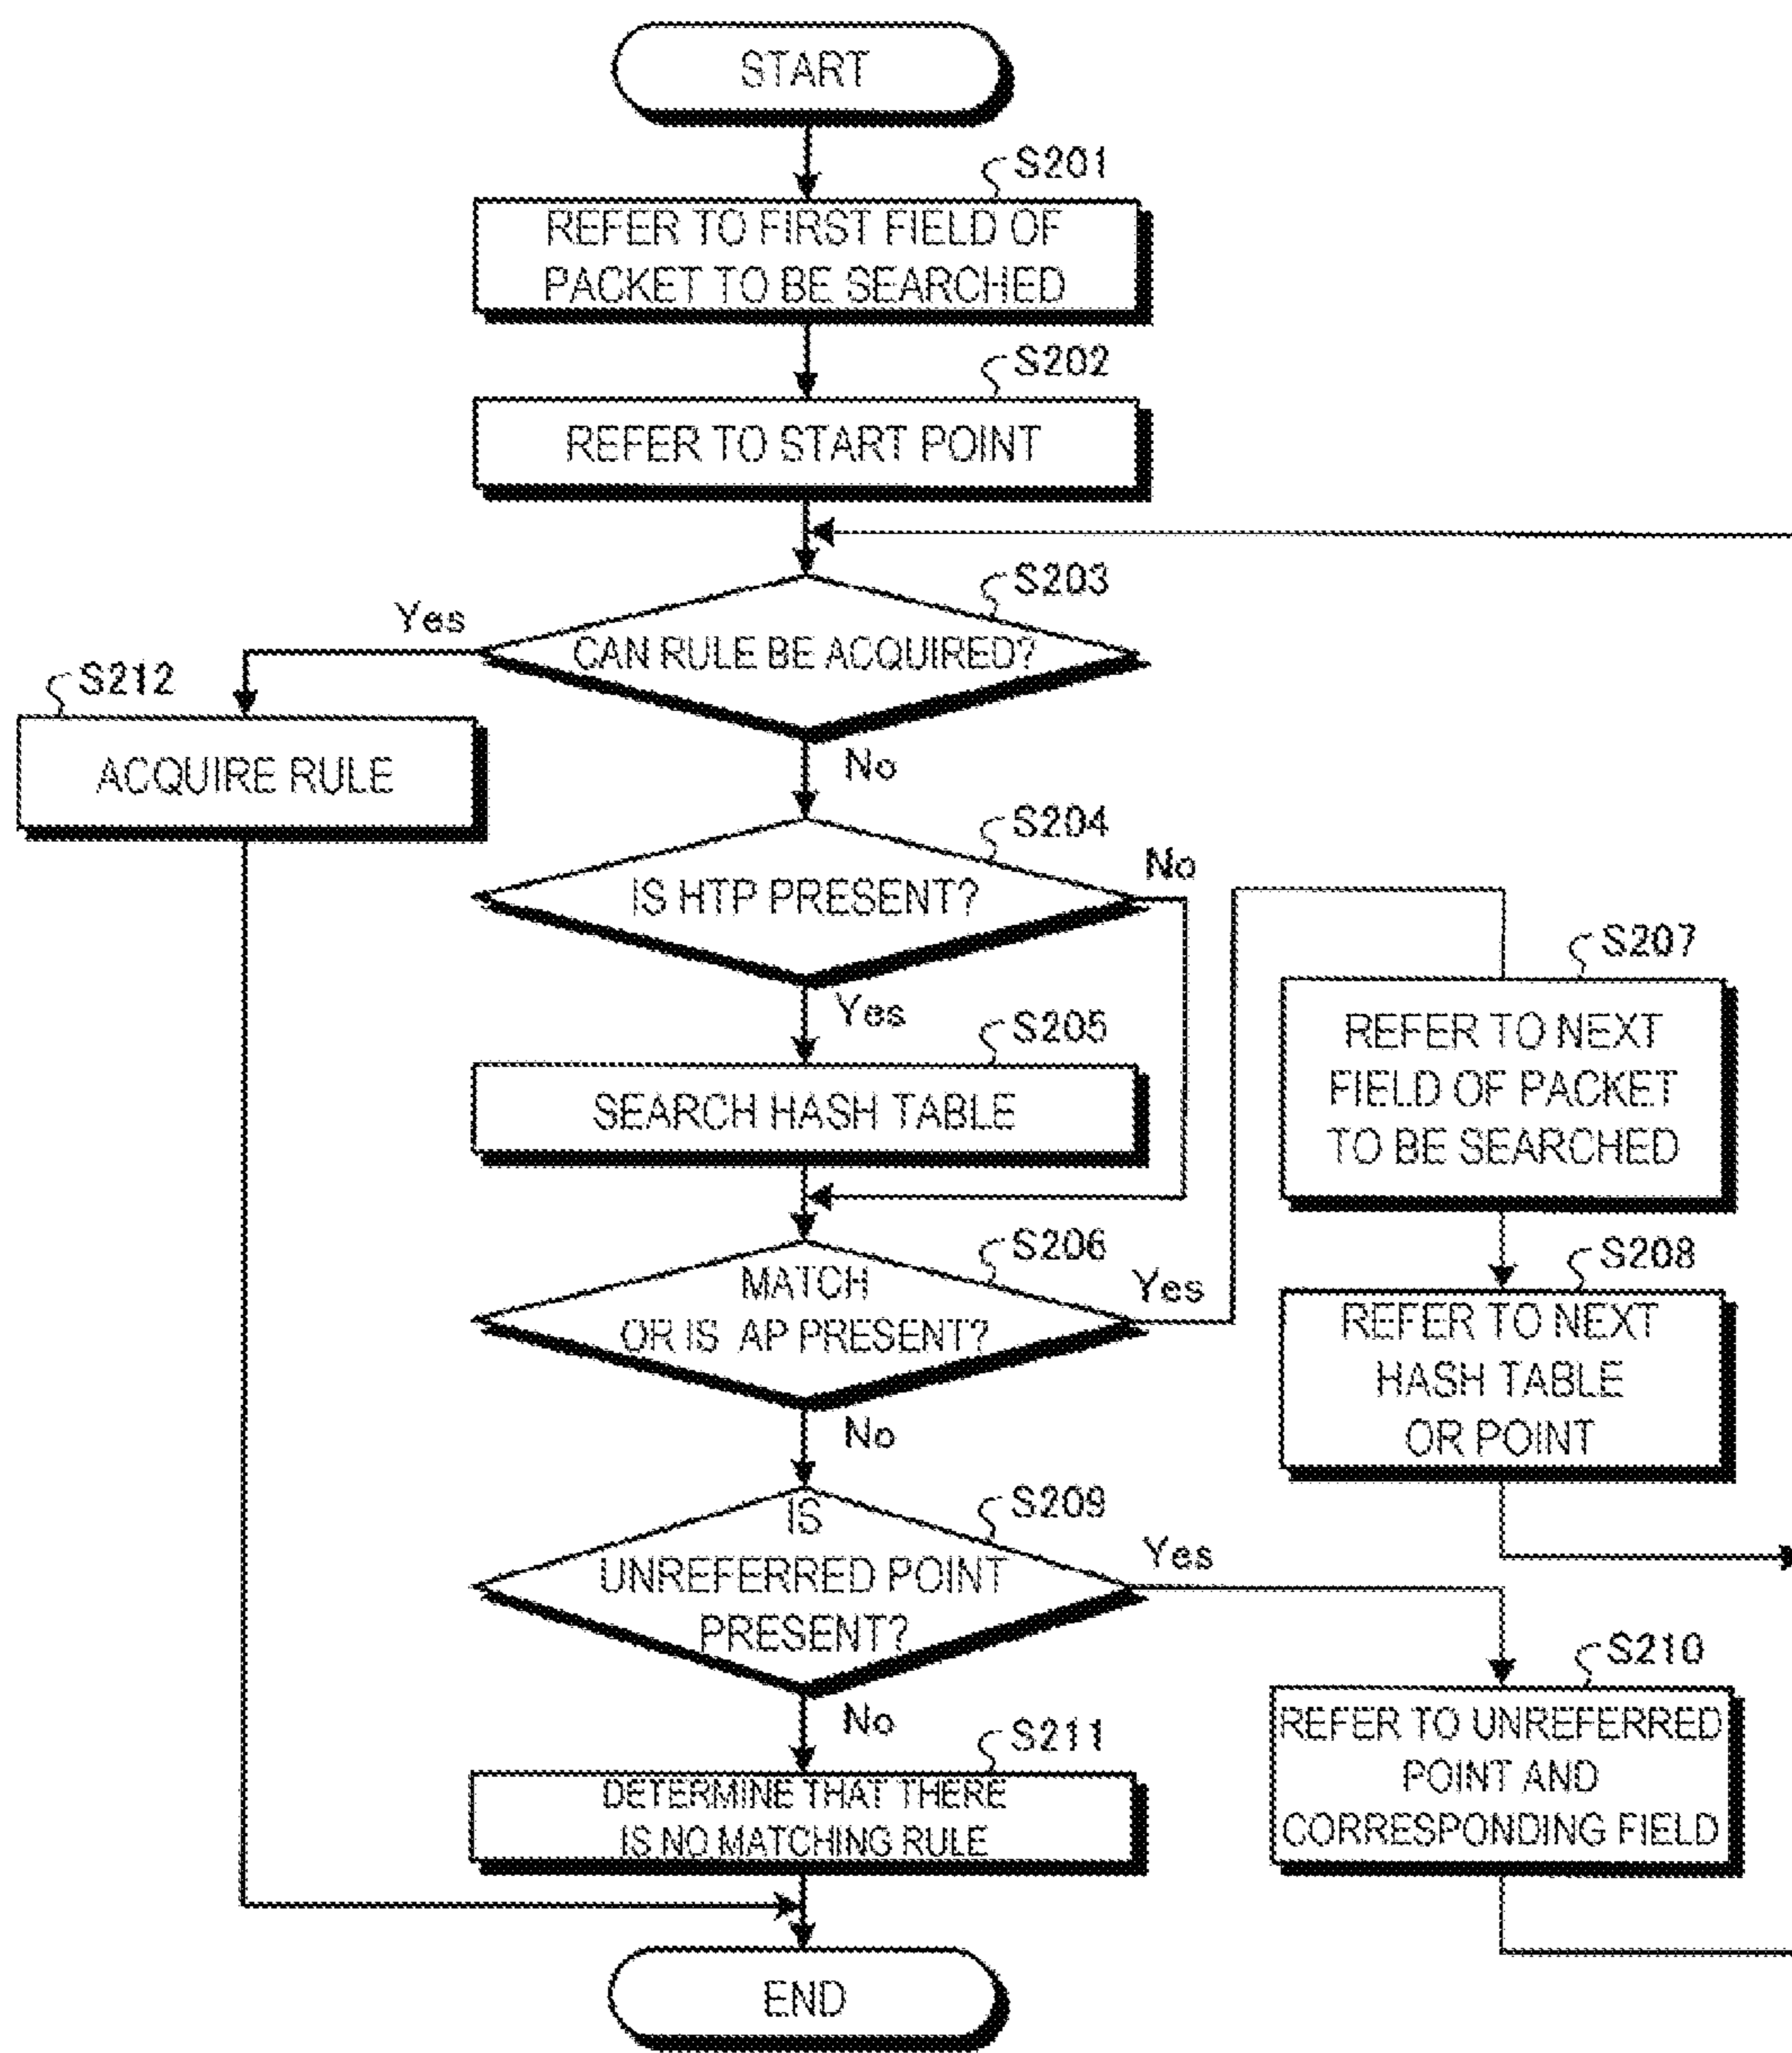 START
S201
REFER TO FIRST FIELD OF
PACKET TO BE SEARCHED
S202
REFER TO START POINT
S203
Yes
CAN RULE BE ACQUIRED?
S212
ACQUIRE RULE
No
S204
No
IS HTP PRESENT?
Yes
S205
SEARCH HASH TABLE
S206
MATCH
OR IS AP PRESENT?
Yes
S207
REFER TO NEXT
FIELD OF PACKET
TO BE SEARCHED
S208
REFER TO NEXT
HASH TABLE
OR POINT
No
S209
IS
UNREFERRED POINT
PRESENT?
Yes
S210
REFER TO UNREFERRED
POINT AND
CORRESPONDING FIELD
No
S211
DETERMINE THAT THERE
IS NO MATCHING RULE
END